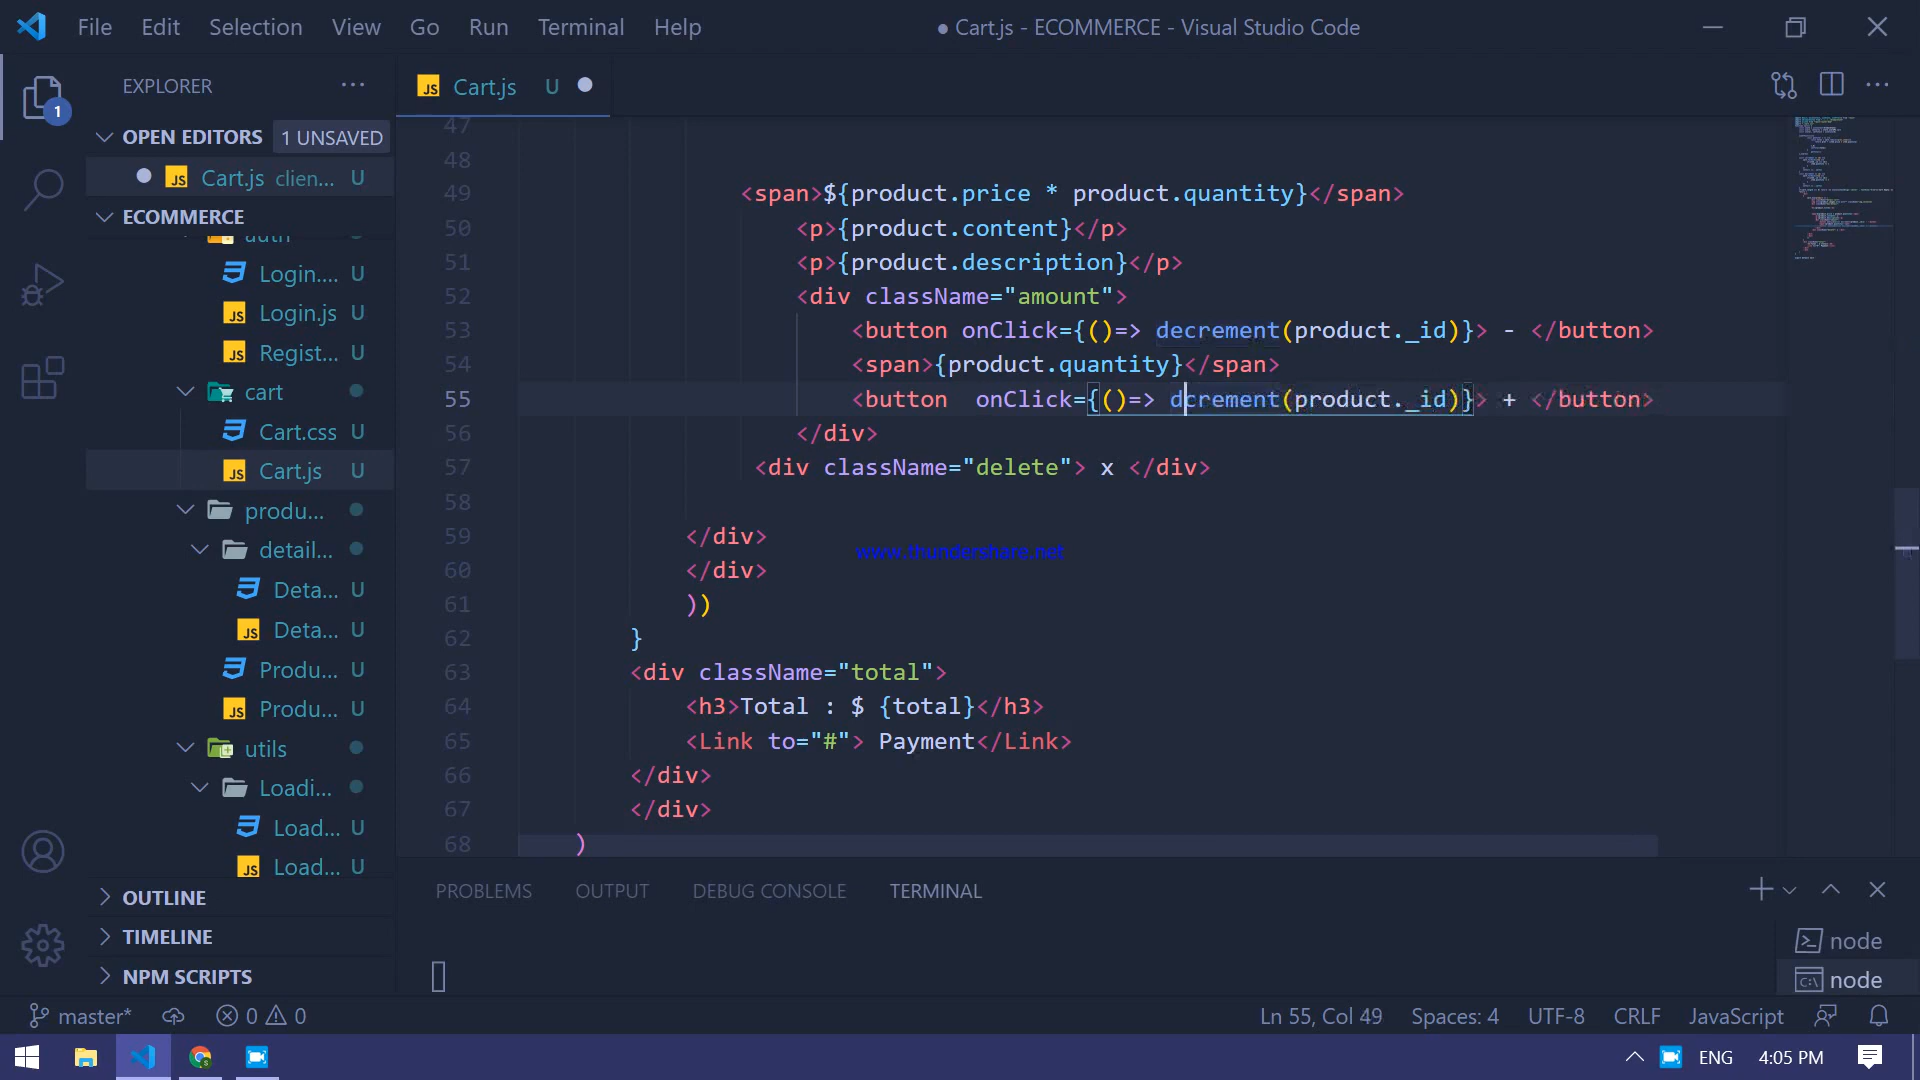 File Edit Selection View Go Run Terminal Help
● Cart.js - ECOMMERCE - Visual Studio Code
EXPLORER
OPEN EDITORS 1 UNSAVED
Cart.js clien... U
ECOMMERCE
auth
Login.... U
Login.js U
Regist... U
cart
Cart.css U
Cart.js U
produ...
detail...
Deta... U
Deta... U
Produ... U
Produ... U
utils
Loadi...
Load... U
Load... U
OUTLINE
TIMELINE
NPM SCRIPTS
Cart.js U
47
48
49 <span>${product.price * product.quantity}</span>
50 <p>{product.content}</p>
51 <p>{product.description}</p>
52 <div className="amount">
53 <button onClick={()=> decrement(product._id)}> - </button>
54 <span>{product.quantity}</span>
55 <button  onClick={()=> dcrement(product._id)}> + </button>
56 </div>
57 <div className="delete"> x </div>
58
59 </div>
60 </div>
61 ))
62 }
63 <div className="total">
64 <h3>Total : $ {total}</h3>
65 <Link to="#"> Payment</Link>
66 </div>
67 </div>
68 )
www.thundershare.net
PROBLEMS OUTPUT DEBUG CONSOLE TERMINAL
node
node
master* 0 0 Ln 55, Col 49 Spaces: 4 UTF-8 CRLF JavaScript
ENG 4:05 PM